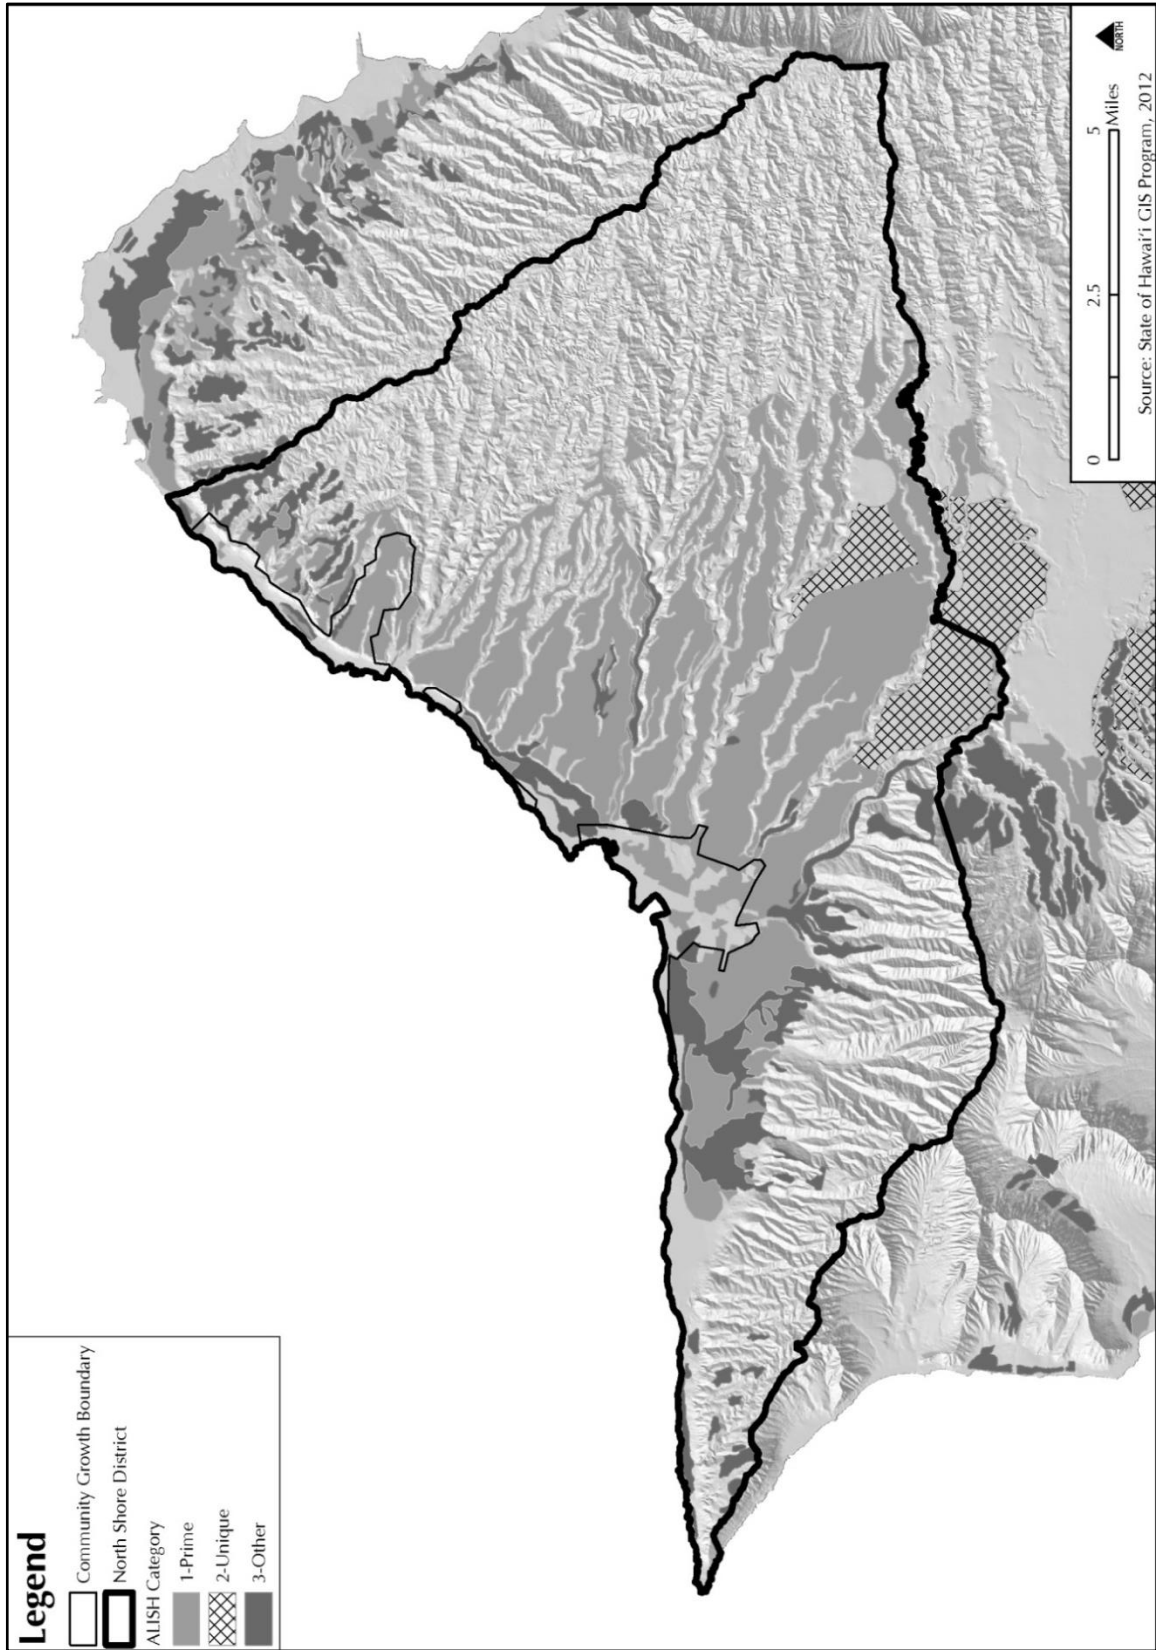 Legend
Community Growth Boundary
North Shore District
ALISH Category
1-Prime
2-Unique
3-Other
NORTH
0 2.5 5 Miles
Source: State of Hawaiʻi GIS Program, 2012